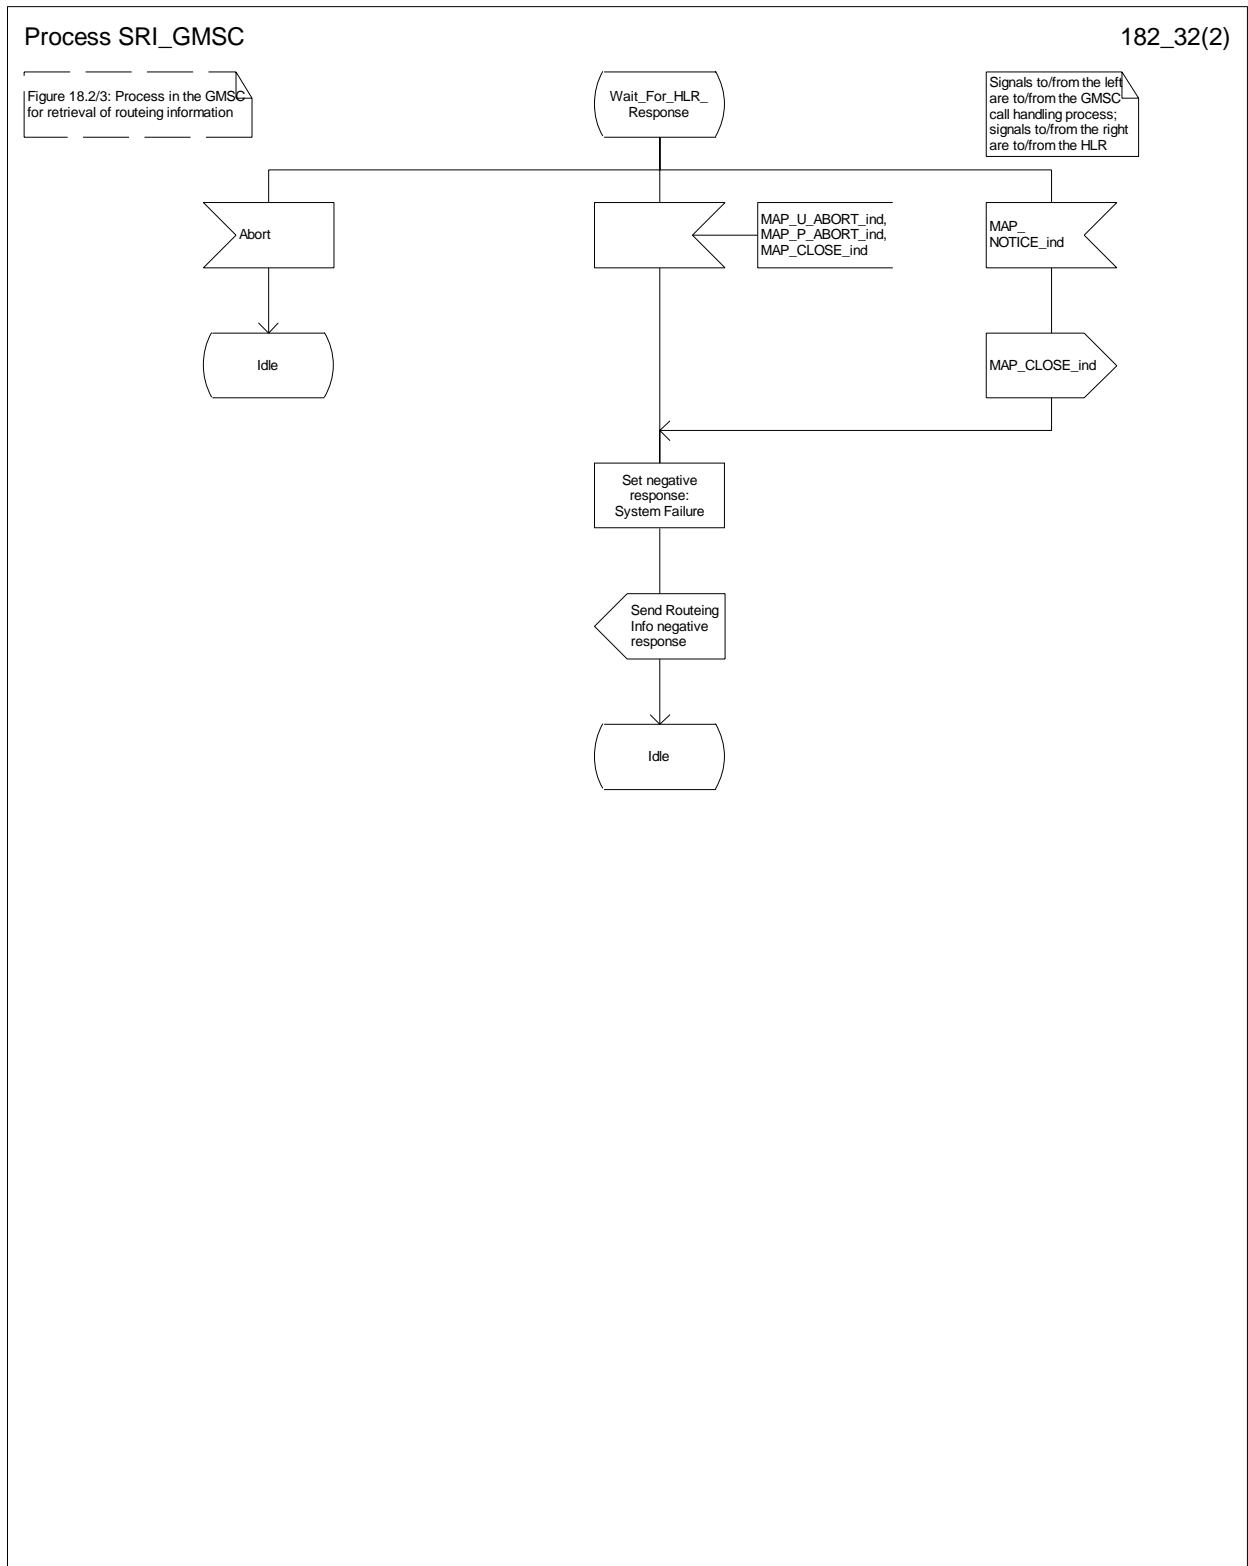 Process SRI_GMSC
182_32(2)
Figure 18.2/3: Process in the GMSC
for retrieval of routeing information
Wait_For_HLR_
Response
Signals to/from the left
are to/from the GMSC
call handling process;
signals to/from the right
are to/from the HLR
Abort
MAP_U_ABORT_ind,
MAP_P_ABORT_ind,
MAP_CLOSE_ind
MAP_
NOTICE_ind
Idle
MAP_CLOSE_ind
Set negative
response:
System Failure
Send Routeing
Info negative
response
Idle